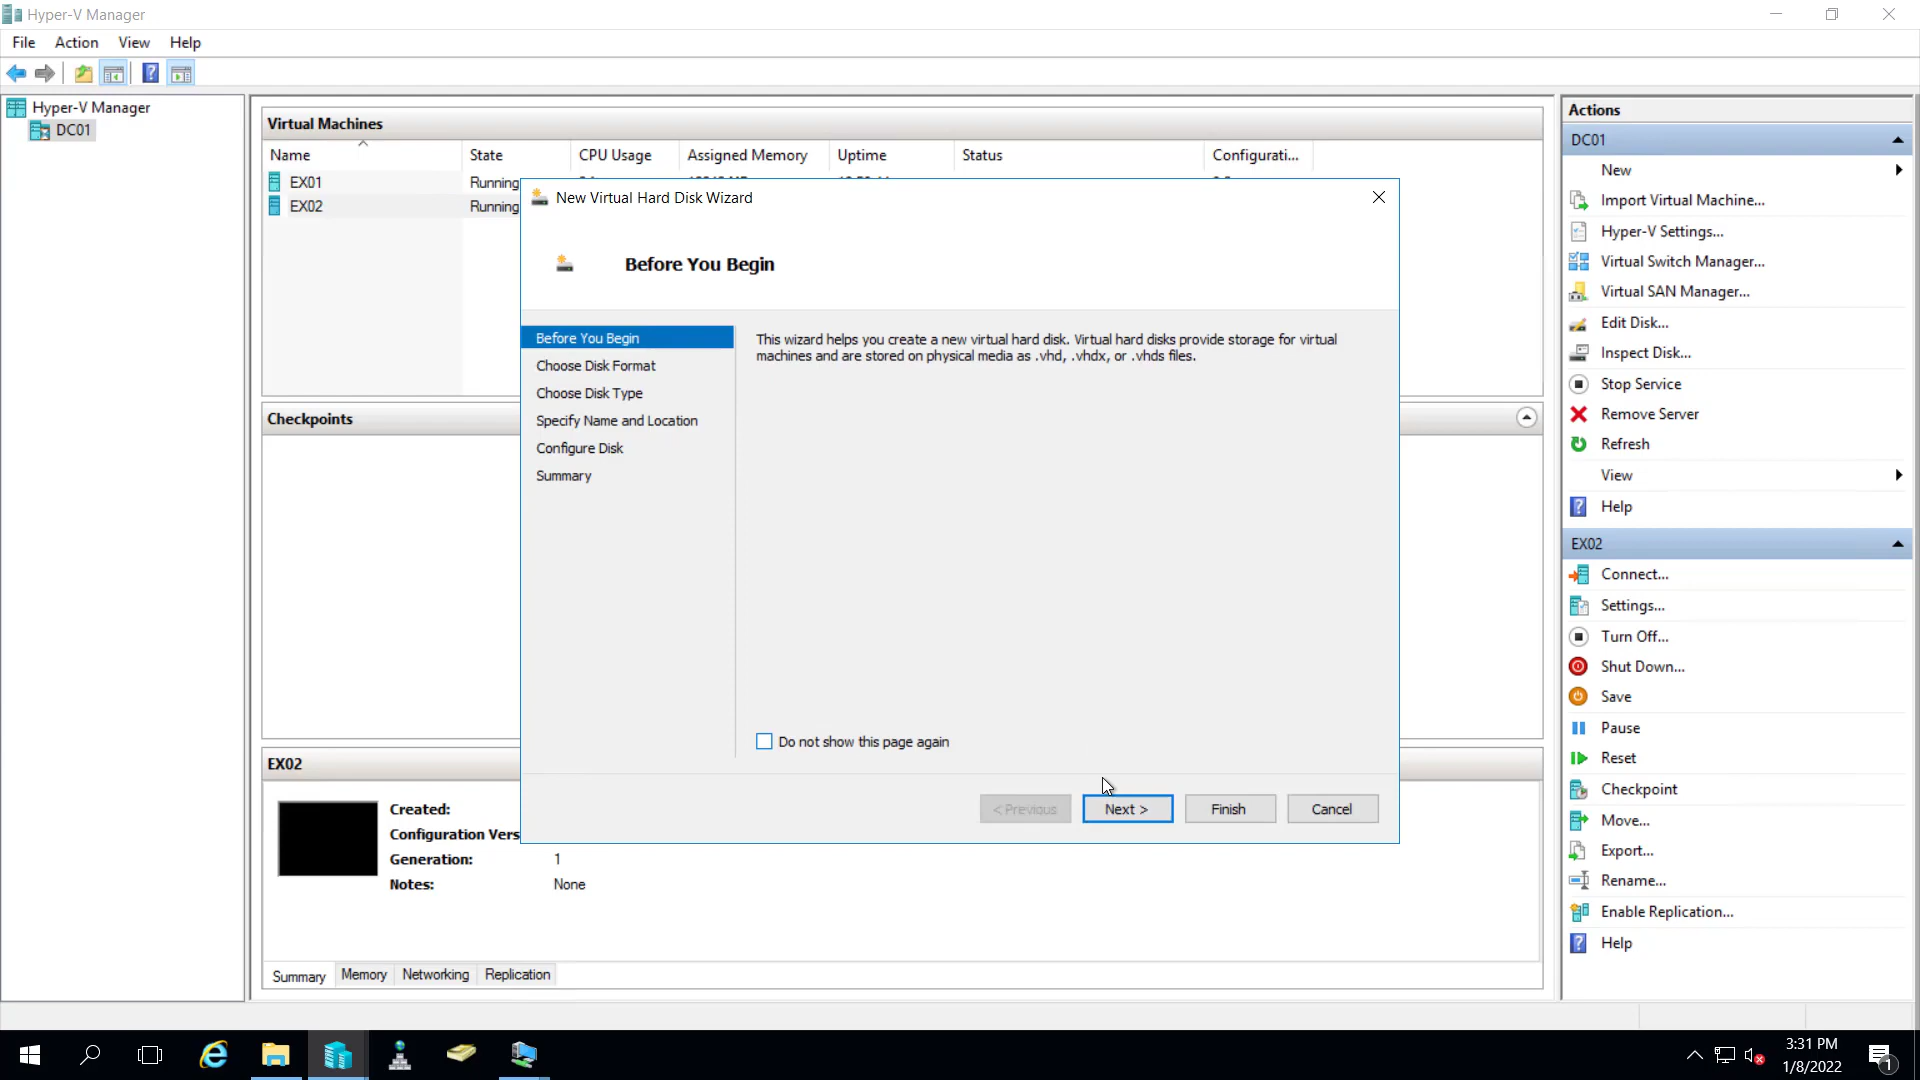 Hyper-V Manager
File Action View Help
Hyper-V Manager
DC01
Virtual Machines
Name State CPU Usage Assigned Memory Uptime Status Configurati...
EX01 Running
EX02 Running
New Virtual Hard Disk Wizard
Before You Begin
Before You Begin
Choose Disk Format
Choose Disk Type
Specify Name and Location
Configure Disk
Summary
This wizard helps you create a new virtual hard disk. Virtual hard disks provide storage for virtual
machines and are stored on physical media as .vhd, .vhdx, or .vhds files.
Do not show this page again
< Previous Next > Finish Cancel
Checkpoints
EX02
Created:
Configuration Vers
Generation: 1
Notes: None
Summary Memory Networking Replication
Actions
DC01
New
Import Virtual Machine...
Hyper-V Settings...
Virtual Switch Manager...
Virtual SAN Manager...
Edit Disk...
Inspect Disk...
Stop Service
Remove Server
Refresh
View
Help
EX02
Connect...
Settings...
Turn Off...
Shut Down...
Save
Pause
Reset
Checkpoint
Move...
Export...
Rename...
Enable Replication...
Help
3:31 PM
1/8/2022
1